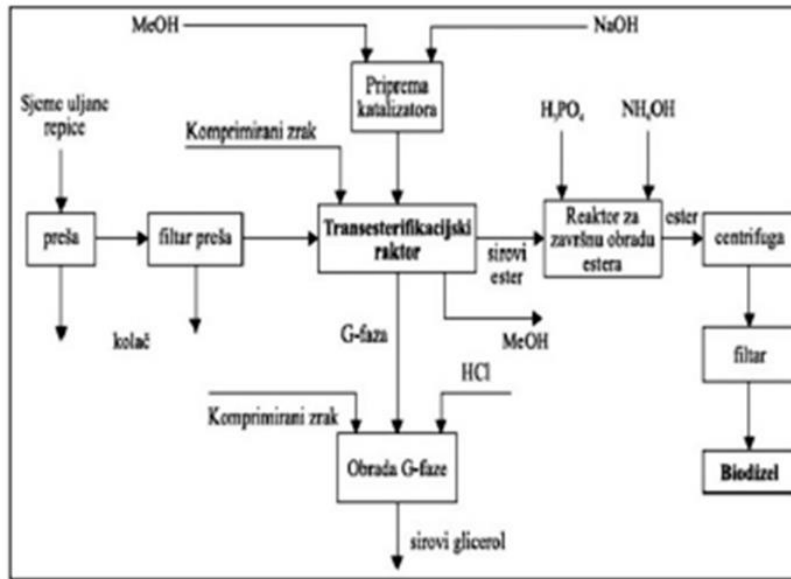 MeOH
NaOH
Priprema
katalizatora
Sjeme uljane
repice
Komprimirani zrak
H₃PO₄
NH₄OH
preša
filtar preša
Transesterifikacijski
raktor
sirovi
ester
Reaktor za
završnu obradu
estera
ester
centrifuga
kolač
G-faza
MeOH
filtar
HCl
Komprimirani zrak
Obrada G-faze
Biodizel
sirovi glicerol